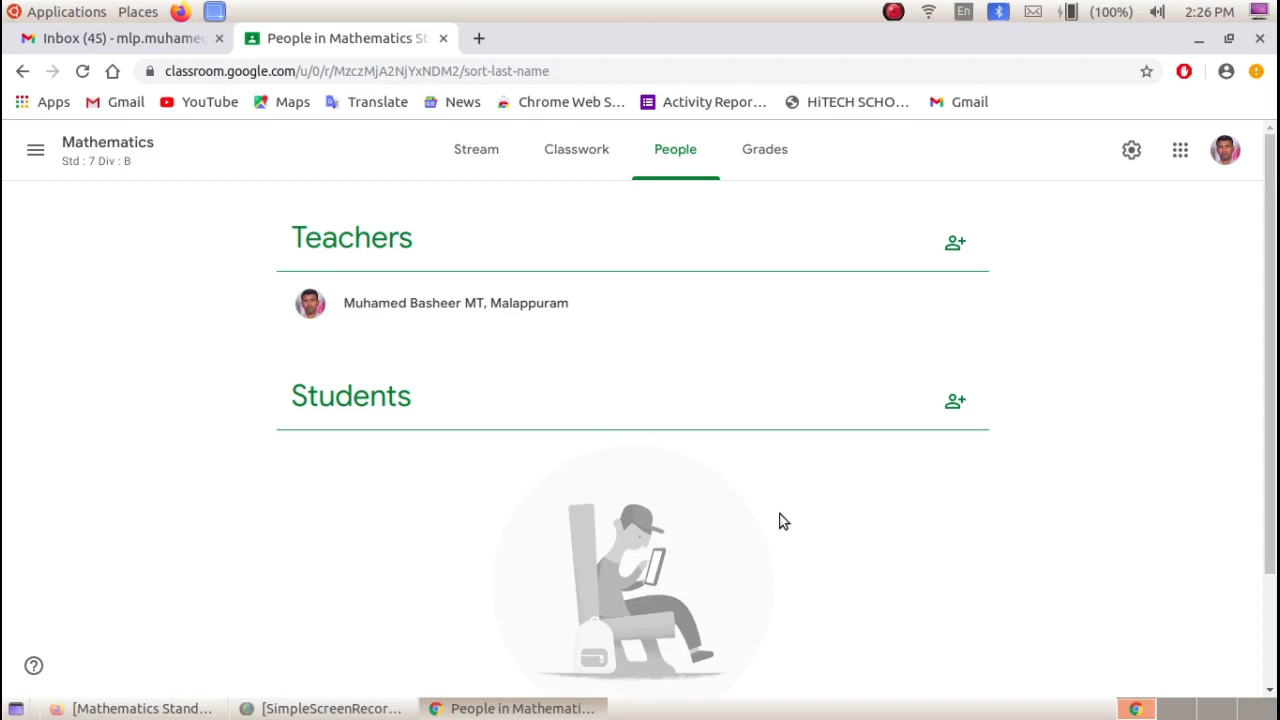 Applications Places En (100%) 2:26 PM
Inbox (45) - mlp.muhamed People in Mathematics St
classroom.google.com/u/0/r/MzczMjA2NjYxNDM2/sort-last-name
Apps Gmail YouTube Maps Translate News Chrome Web S... Activity Repor... HiTECH SCHO... Gmail
Mathematics
Std : 7 Div : B
Stream Classwork People Grades
Teachers
Muhamed Basheer MT, Malappuram
Students
[Mathematics Stand... [SimpleScreenRecor... People in Mathemati...